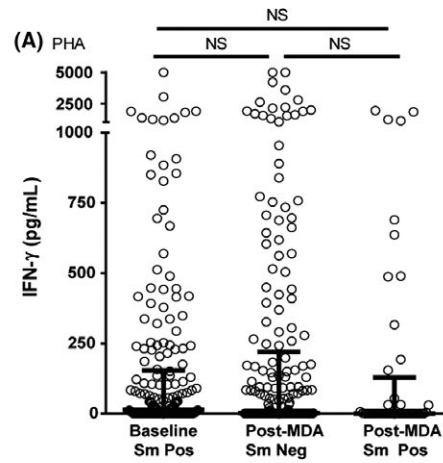 NS
(A) PHA NS NS
5000
2500
1000
750
500
250
0
IFN-γ (pg/mL)
Baseline Post-MDA Post-MDA
Sm Pos Sm Neg Sm Pos